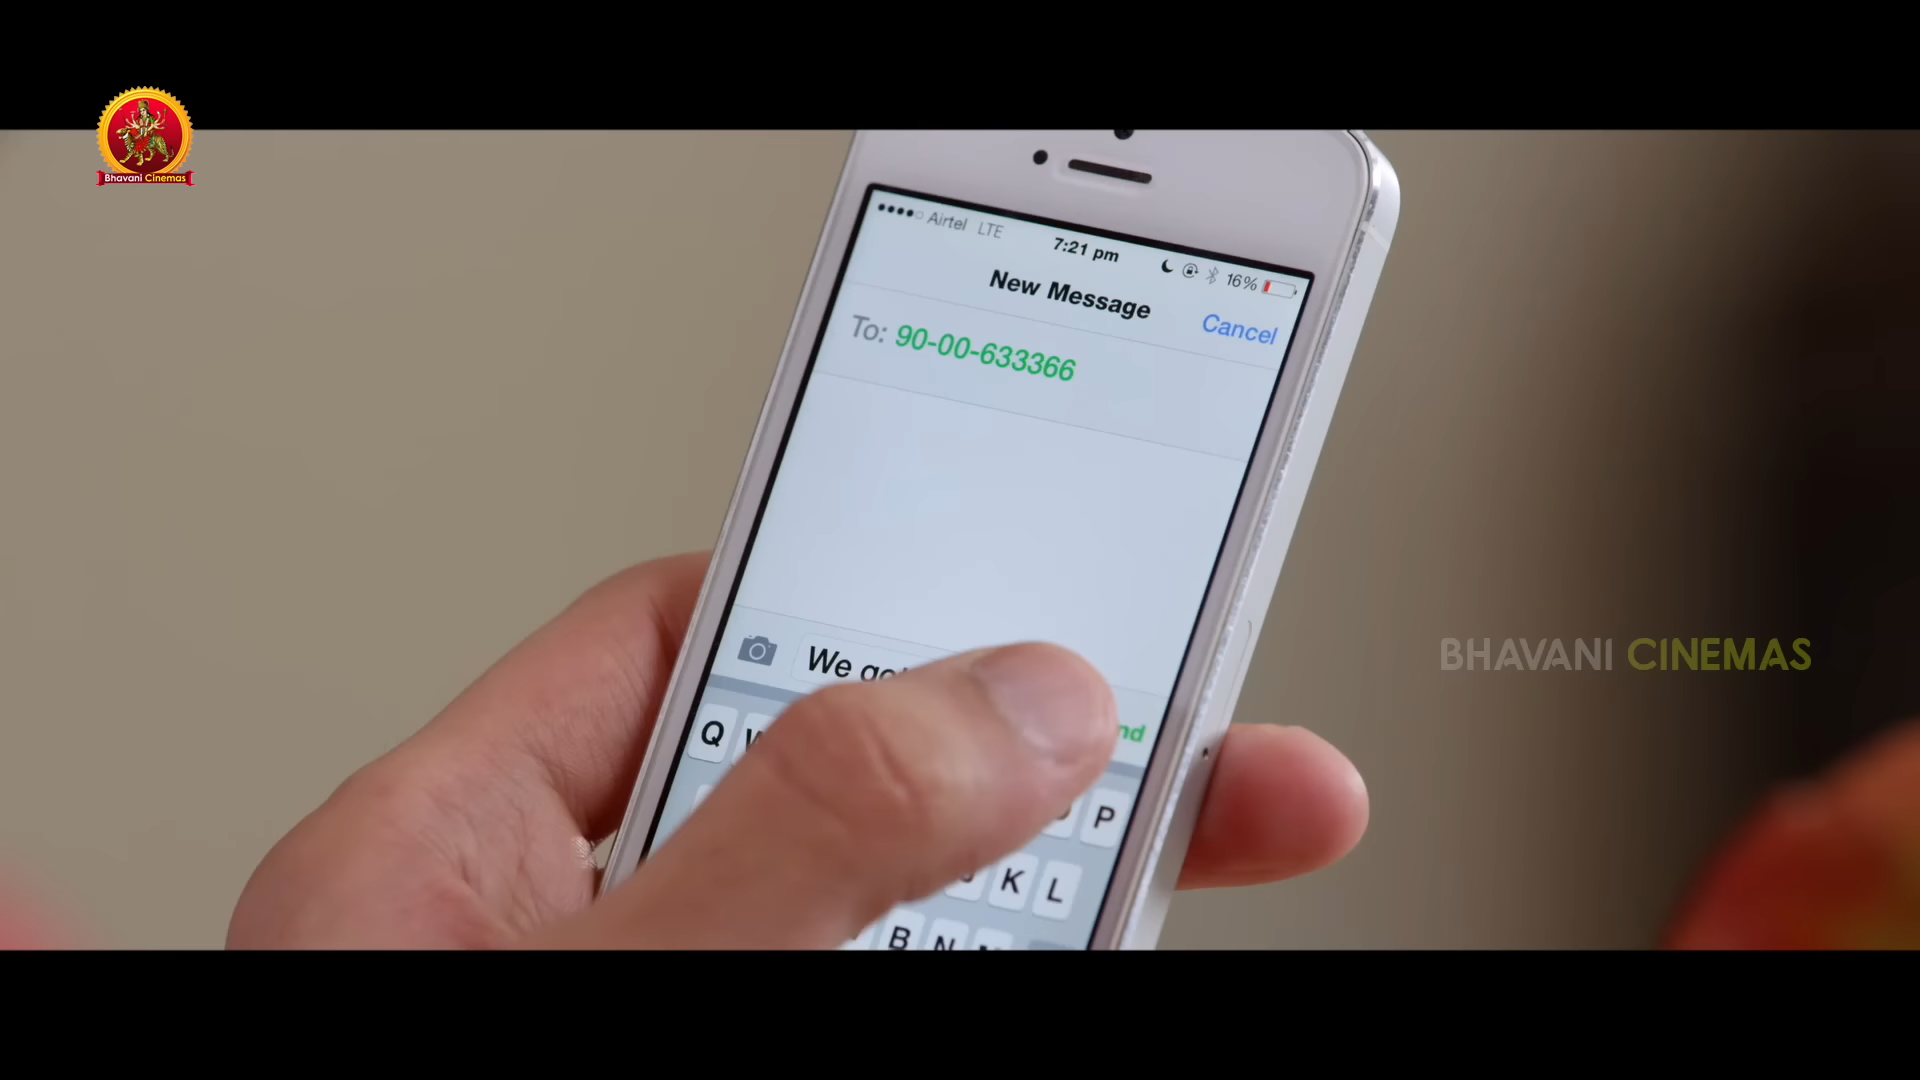 Bhavani Cinemas
Airtel LTE
7:21 pm
16%
New Message
Cancel
To: 90-00-633366
We
BHAVANI CINEMAS
Q
P
K L
B N